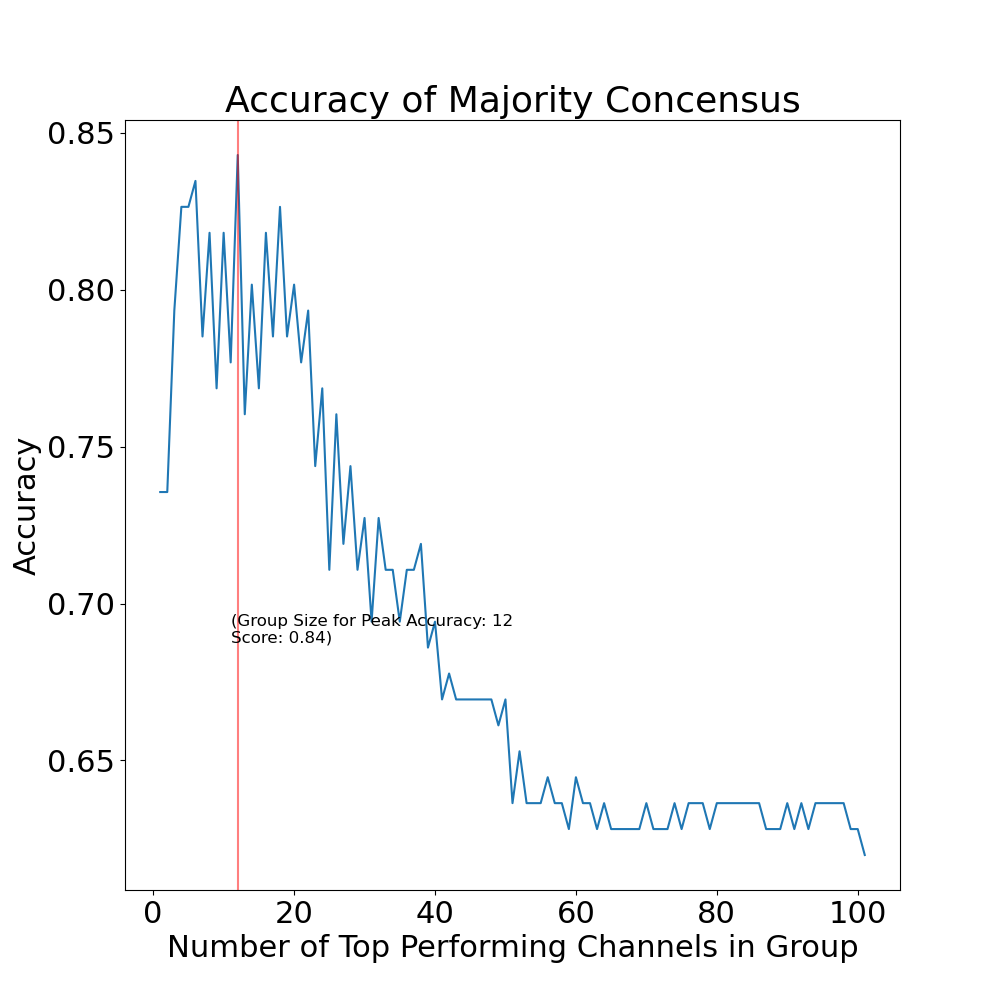 Accuracy of Majority Concensus
0.85
0.80
0.75
0.70
0.65
Accuracy
(Group Size for Peak Accuracy: 12
Score: 0.84)
0 20 40 60 80 100
Number of Top Performing Channels in Group